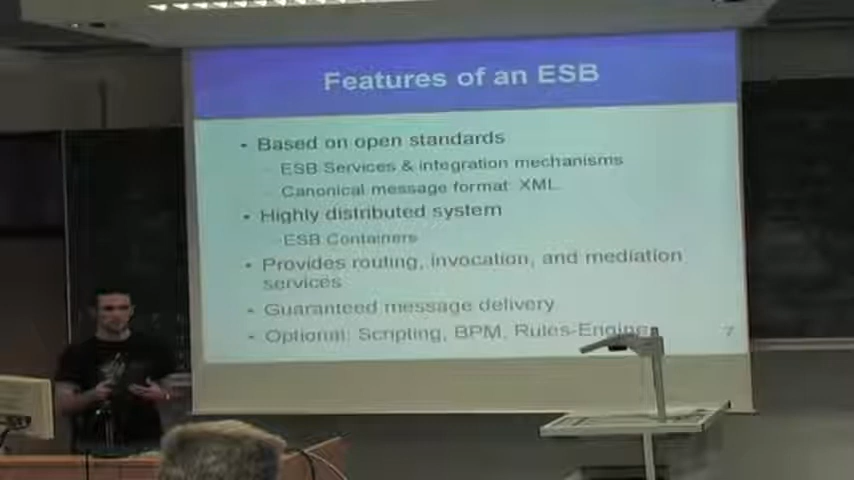 Features of an ESB
• Based on open standards
- ESB Services & integration mechanisms
- Canonical message format: XML
• Highly distributed system
- ESB Containers
• Provides routing, invocation, and mediation
services
• Guaranteed message delivery
• Optional: Scripting, BPM, Rules-Engine
7